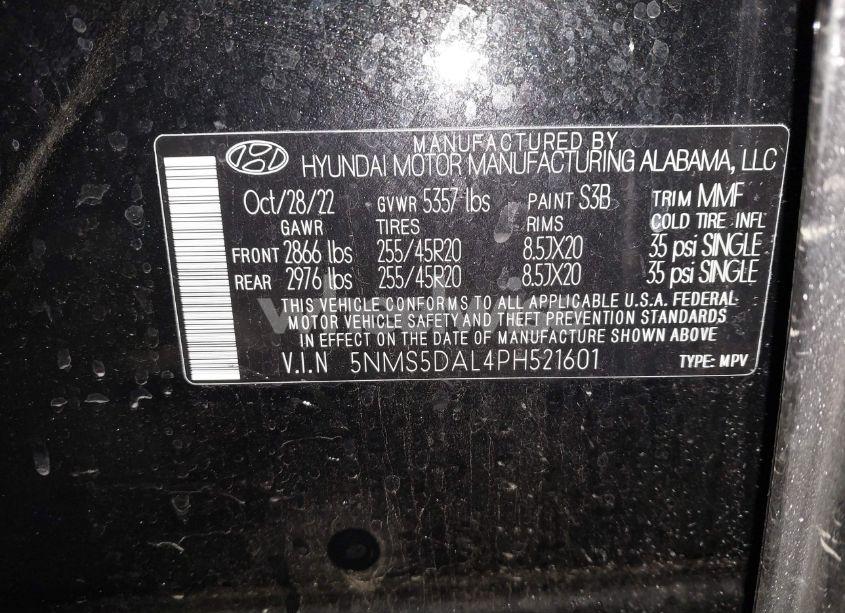 MANUFACTURED BY
HYUNDAI MOTOR MANUFACTURING ALABAMA, LLC
Oct/28/22 GVWR 5357 lbs PAINT S3B TRIM MMF
GAWR TIRES RIMS COLD TIRE INFL
FRONT 2866 lbs 255/45R20 8.5JX20 35 psi SINGLE
REAR 2976 lbs 255/45R20 8.5JX20 35 psi SINGLE
THIS VEHICLE CONFORMS TO ALL APPLICABLE U.S.A. FEDERAL
MOTOR VEHICLE SAFETY AND THEFT PREVENTION STANDARDS
IN EFFECT ON THE DATE OF MANUFACTURE SHOWN ABOVE
V.I.N 5NMS5DAL4PH521601 TYPE: MPV